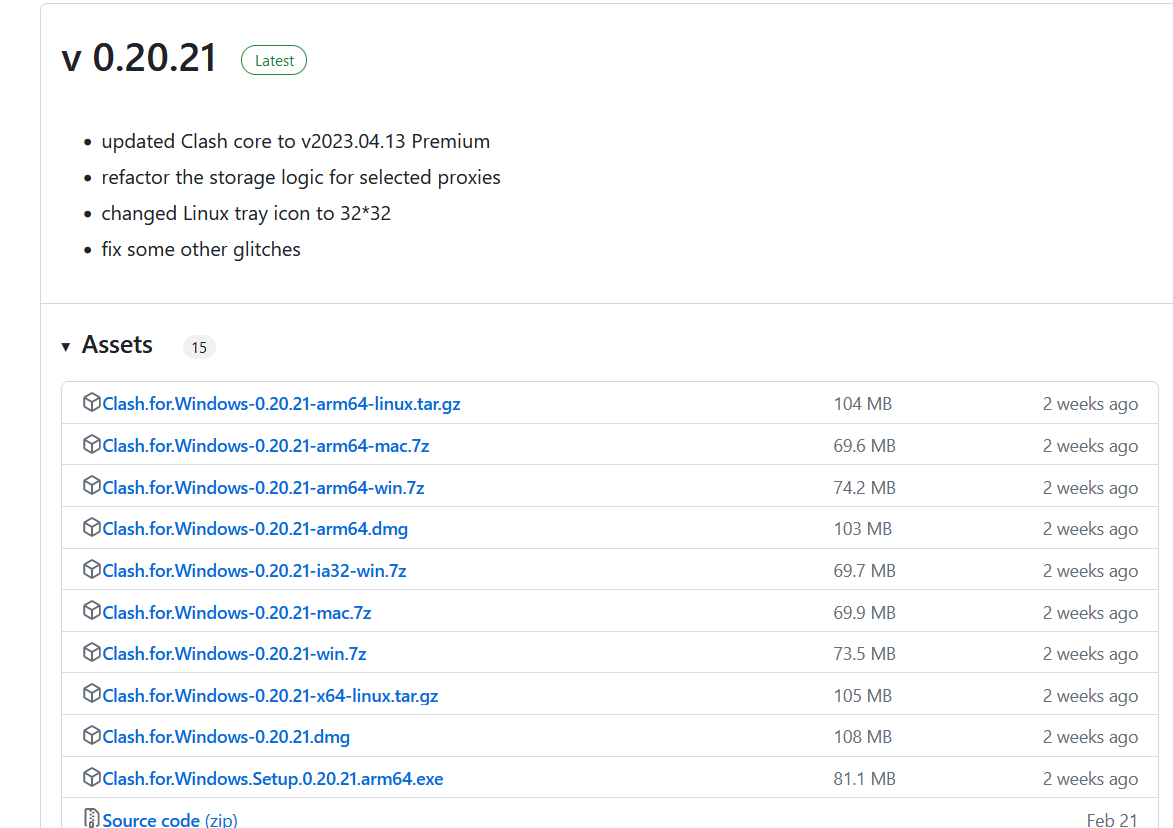 v 0.20.21 Latest
updated Clash core to v2023.04.13 Premium
refactor the storage logic for selected proxies
changed Linux tray icon to 32*32
fix some other glitches
Assets 15
Clash.for.Windows-0.20.21-arm64-linux.tar.gz 104 MB 2 weeks ago
Clash.for.Windows-0.20.21-arm64-mac.7z 69.6 MB 2 weeks ago
Clash.for.Windows-0.20.21-arm64-win.7z 74.2 MB 2 weeks ago
Clash.for.Windows-0.20.21-arm64.dmg 103 MB 2 weeks ago
Clash.for.Windows-0.20.21-ia32-win.7z 69.7 MB 2 weeks ago
Clash.for.Windows-0.20.21-mac.7z 69.9 MB 2 weeks ago
Clash.for.Windows-0.20.21-win.7z 73.5 MB 2 weeks ago
Clash.for.Windows-0.20.21-x64-linux.tar.gz 105 MB 2 weeks ago
Clash.for.Windows-0.20.21.dmg 108 MB 2 weeks ago
Clash.for.Windows.Setup.0.20.21.arm64.exe 81.1 MB 2 weeks ago
Source code (zip) Feb 21